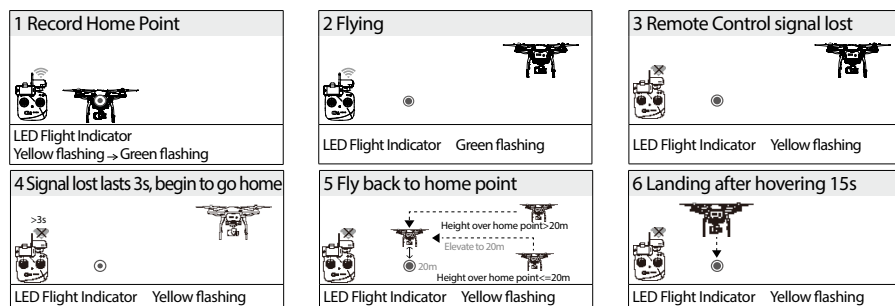 1 Record Home Point
LED Flight Indicator
Yellow flashing → Green flashing
2 Flying
LED Flight Indicator Green flashing
3 Remote Control signal lost
LED Flight Indicator Yellow flashing
4 Signal lost lasts 3s, begin to go home
>3s
LED Flight Indicator Yellow flashing
5 Fly back to home point
Height over home point>20m
Elevate to 20m
20m
Height over home point<=20m
LED Flight Indicator Yellow flashing
6 Landing after hovering 15s
LED Flight Indicator Yellow flashing